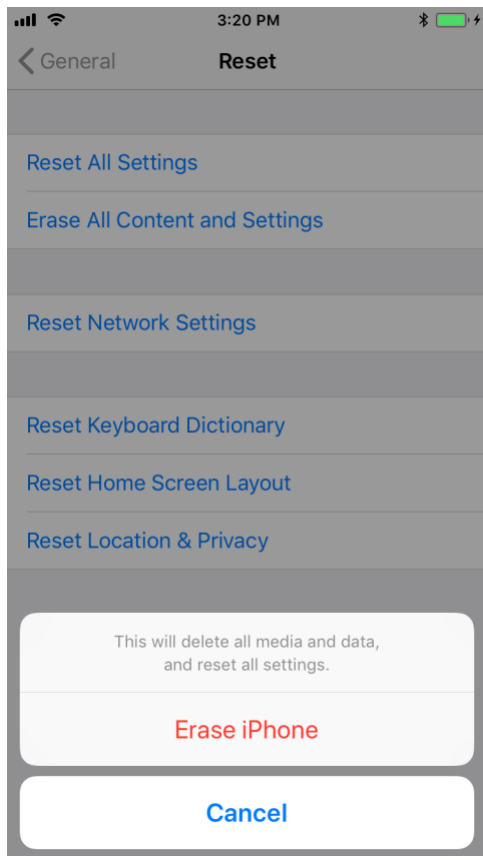 3:20 PM
General
Reset
Reset All Settings
Erase All Content and Settings
Reset Network Settings
Reset Keyboard Dictionary
Reset Home Screen Layout
Reset Location & Privacy
This will delete all media and data,
and reset all settings.
Erase iPhone
Cancel